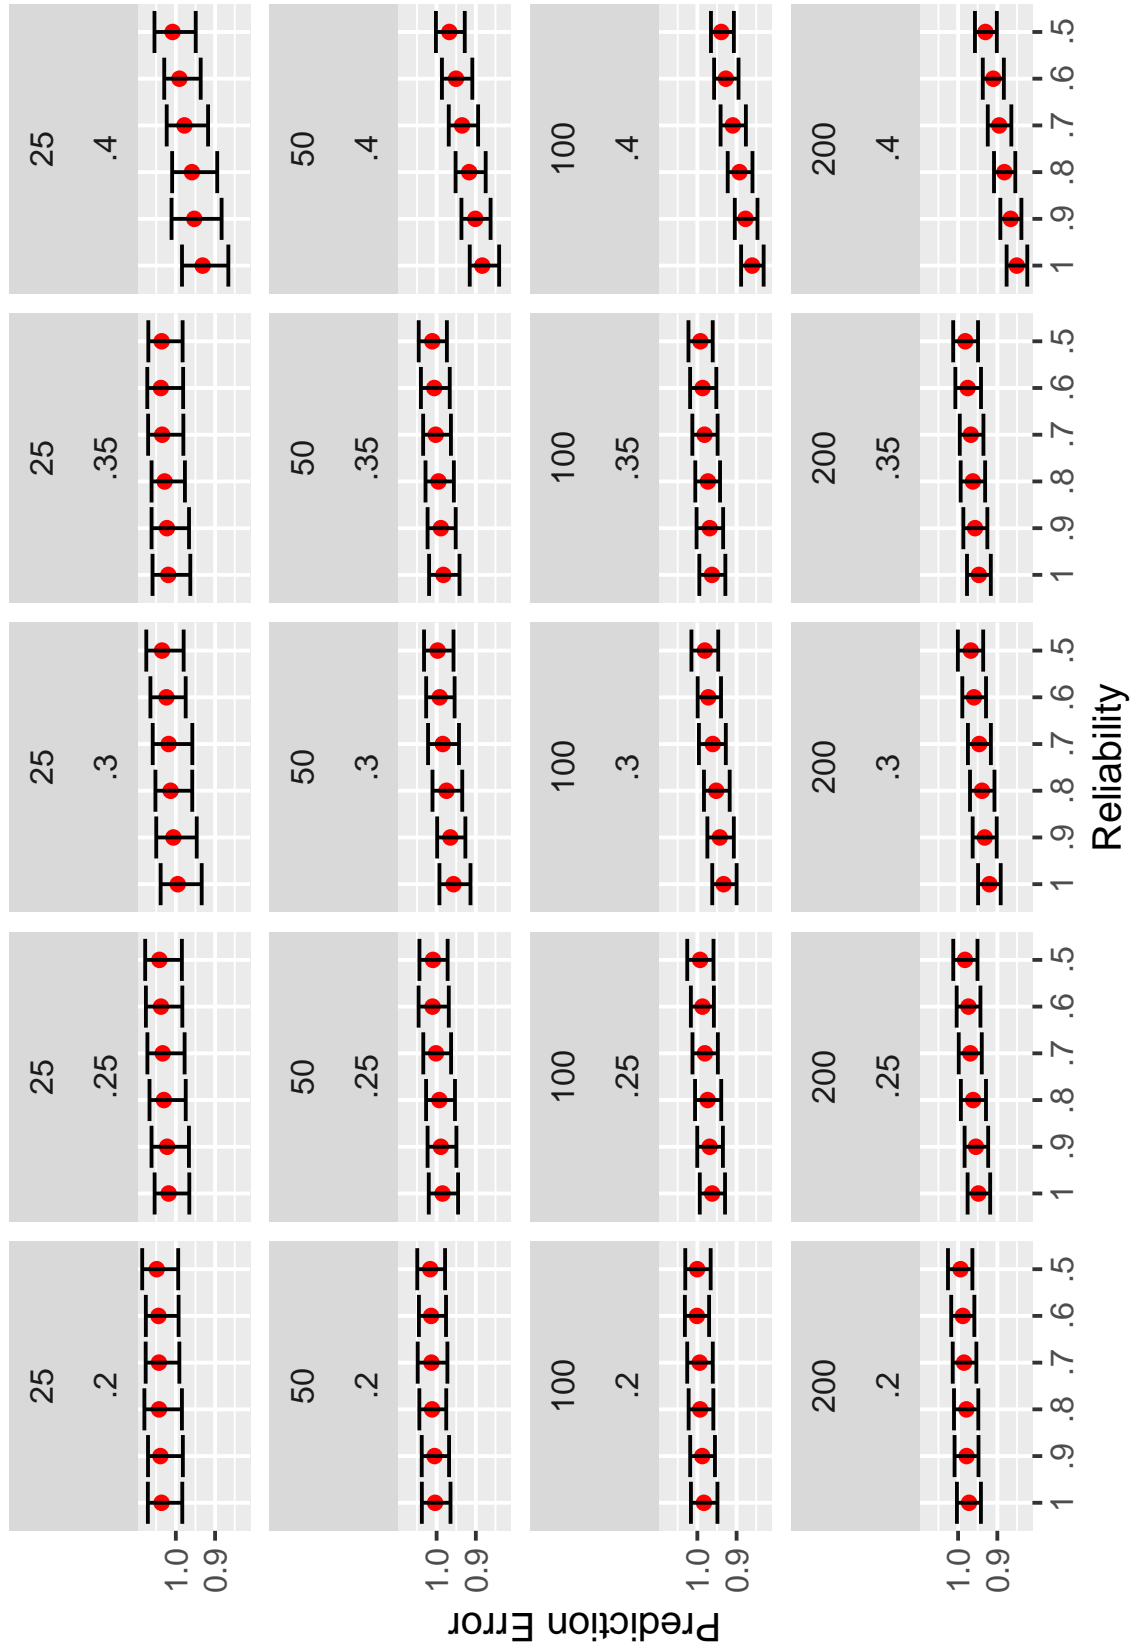 25 25 25 25 25
.2 .25 .3 .35 .4
1.0
0.9
50 50 50 50 50
.2 .25 .3 .35 .4
1.0
0.9
100 100 100 100 100
.2 .25 .3 .35 .4
1.0
0.9
200 200 200 200 200
.2 .25 .3 .35 .4
1.0
0.9
1 .9 .8 .7 .6 .5 1 .9 .8 .7 .6 .5 1 .9 .8 .7 .6 .5 1 .9 .8 .7 .6 .5 1 .9 .8 .7 .6 .5
Reliability
Prediction Error